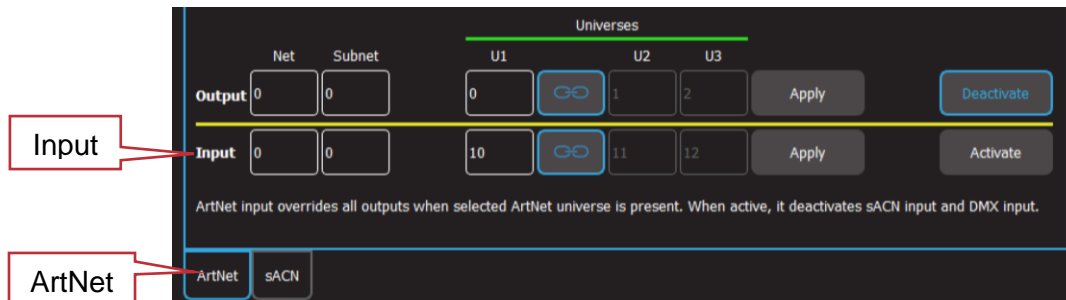 Universes
Net Subnet U1 U2 U3
Output 0 0 0 1 2 Apply Deactivate
Input
Input 0 0 10 11 12 Apply Activate
ArtNet input overrides all outputs when selected ArtNet universe is present. When active, it deactivates sACN input and DMX input.
ArtNet
ArtNet sACN